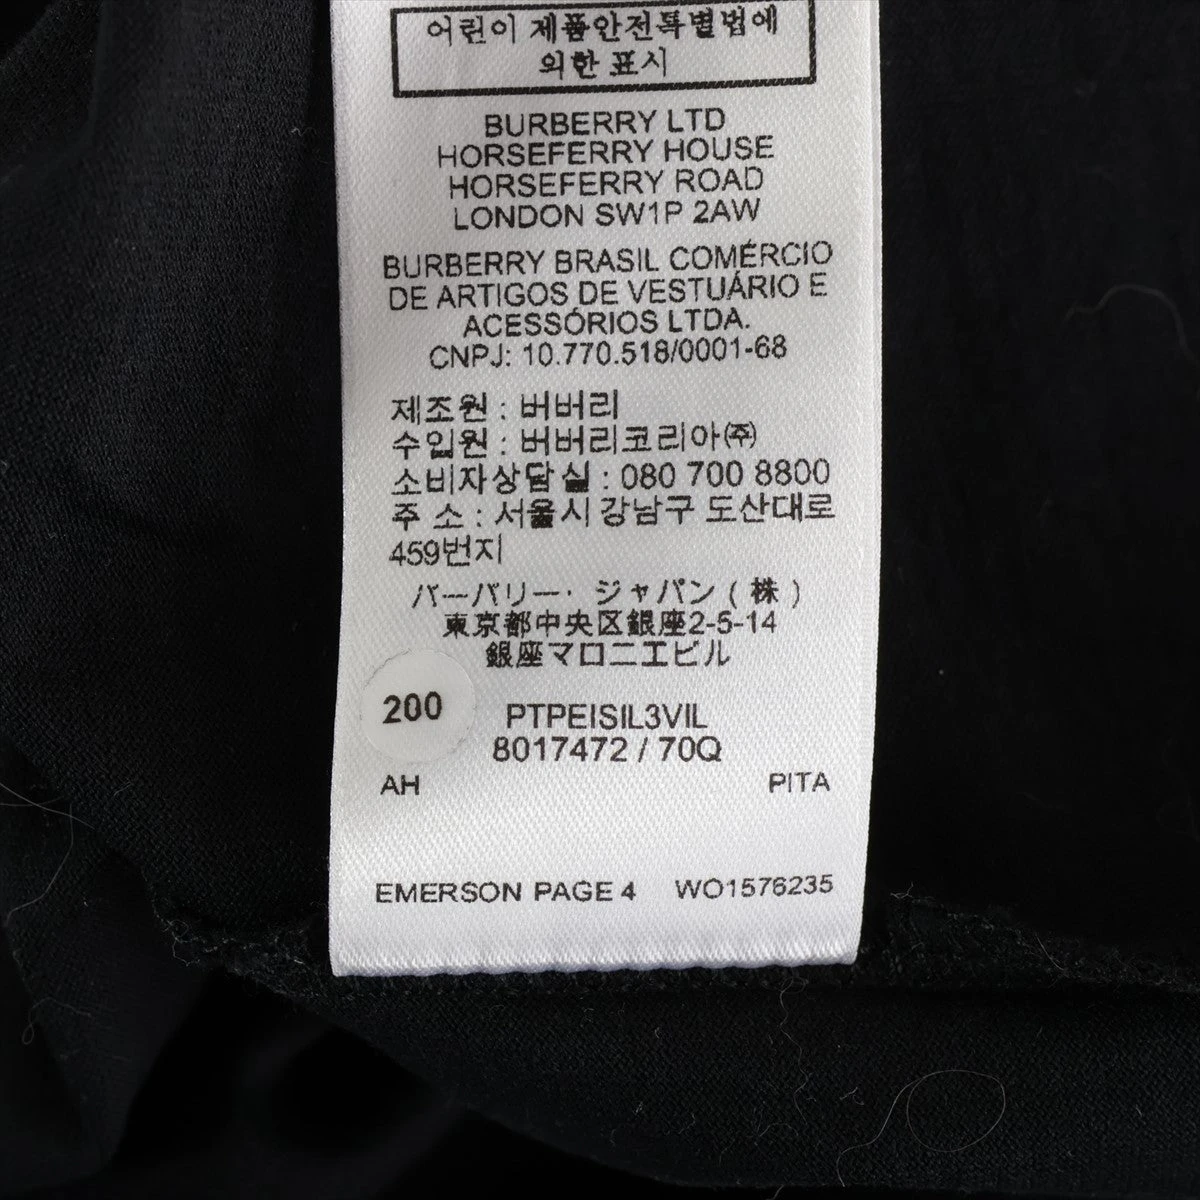 어린이 제품안전특별법에
의한 표시
BURBERRY LTD
HORSEFERRY HOUSE
HORSEFERRY ROAD
LONDON SW1P 2AW
BURBERRY BRASIL COMÉRCIO
DE ARTIGOS DE VESTUÁRIO E
ACESSÓRIOS LTDA.
CNPJ: 10.770.518/0001-68
제조원 : 버버리
수입원 : 버버리코리아㈜
소비자상담실 : 080 700 8800
주 소 : 서울시 강남구 도산대로
459번지
バーバリー・ジャパン(株)
東京都中央区銀座2-5-14
銀座マロニエビル
200
PTPEISIL3VIL
8017472 / 70Q
AH PITA
EMERSON PAGE 4 WO1576235